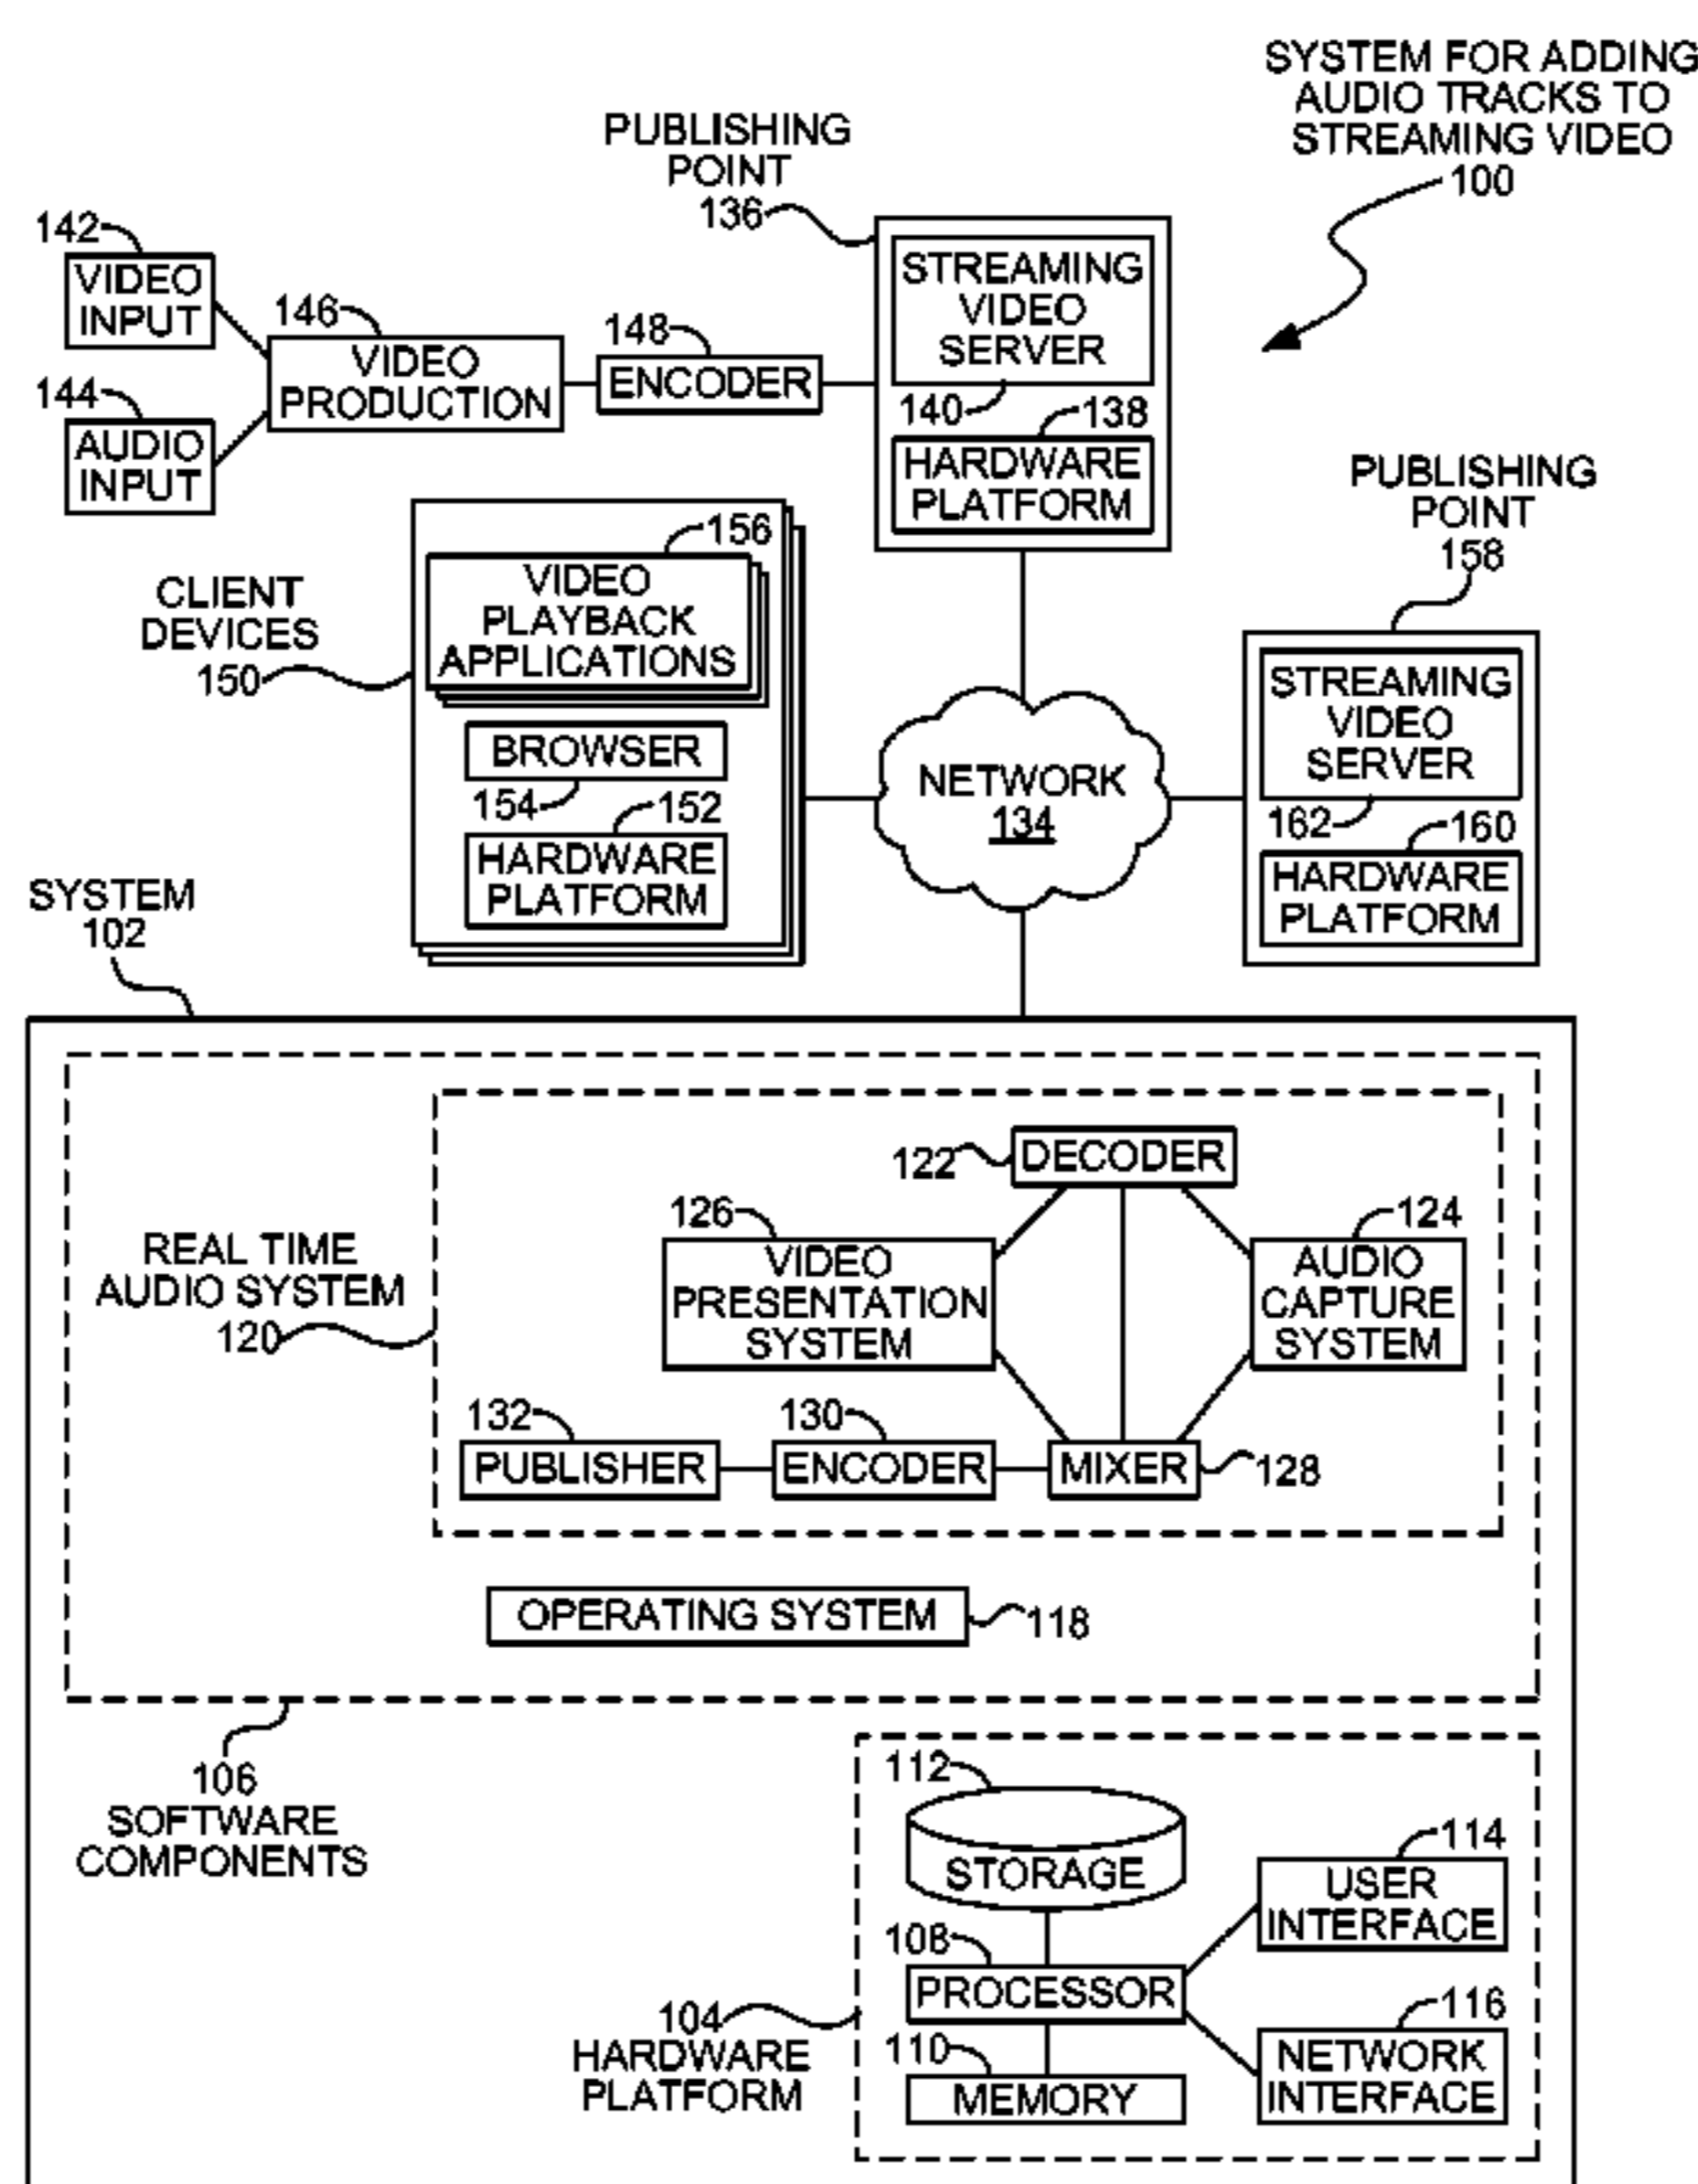 SYSTEM FOR ADDING
AUDIO TRACKS TO
STREAMING VIDEO
100
PUBLISHING
POINT
136
142
VIDEO
INPUT
144
AUDIO
INPUT
146
VIDEO
PRODUCTION
148
ENCODER
STREAMING
VIDEO
SERVER
140
138
HARDWARE
PLATFORM
PUBLISHING
POINT
158
STREAMING
VIDEO
SERVER
162
160
HARDWARE
PLATFORM
CLIENT
DEVICES
150
156
VIDEO
PLAYBACK
APPLICATIONS
BROWSER
154
152
HARDWARE
PLATFORM
NETWORK
134
SYSTEM
102
REAL TIME
AUDIO SYSTEM
120
122
DECODER
126
VIDEO
PRESENTATION
SYSTEM
124
AUDIO
CAPTURE
SYSTEM
132
PUBLISHER
130
ENCODER
MIXER
128
OPERATING SYSTEM
118
106
SOFTWARE
COMPONENTS
112
STORAGE
114
USER
INTERFACE
108
PROCESSOR
104
HARDWARE
PLATFORM
110
MEMORY
116
NETWORK
INTERFACE